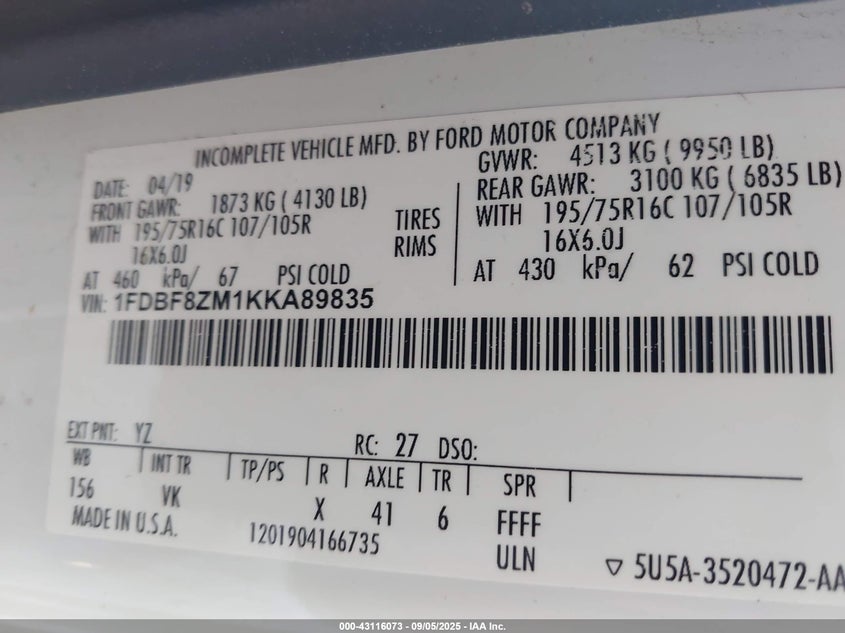 INCOMPLETE VEHICLE MFD. BY FORD MOTOR COMPANY
DATE: 04/19 GVWR: 4513 KG ( 9950 LB)
FRONT GAWR: 1873 KG ( 4130 LB) REAR GAWR: 3100 KG ( 6835 LB)
WITH 195/75R16C 107/105R TIRES WITH 195/75R16C 107/105R
16X6.0J RIMS 16X6.0J
AT 460 kPa/ 67 PSI COLD AT 430 kPa/ 62 PSI COLD
VIN: 1FDBF8ZM1KKA89835
EXT PNT: YZ RC: 27 DSO:
WB INT TR TP/PS R AXLE TR SPR
156 VK X 41 6 FFFF
MADE IN U.S.A. 1201904166735 ULN ▽ 5U5A-3520472-AA
000-43116073 - 09/05/2025 - IAA Inc.